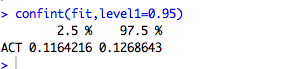 > confint(fit,level1=0.95)
2.5 % 97.5 %
ACT 0.1164216 0.1268643
>